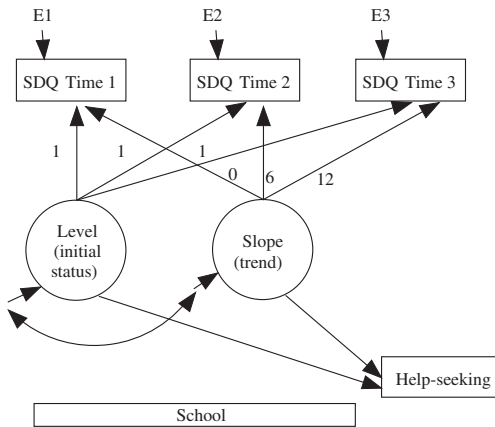 E1
E2
E3
SDQ Time 1
SDQ Time 2
SDQ Time 3
1
1
1
0
6
12
Level
(initial
status)
Slope
(trend)
Help-seeking
School